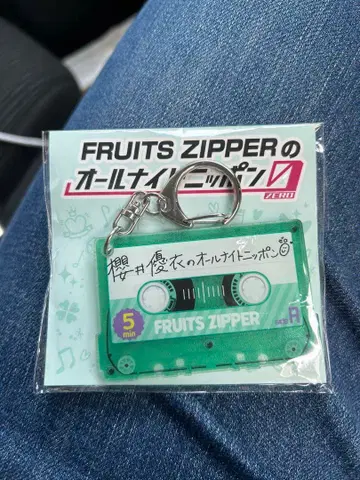 FRUITS ZIPPERの
オールナイトニッポン0
ZERO
櫻井優衣のオールナイトニッポン
5
min
FRUITS ZIPPER
SIDE A